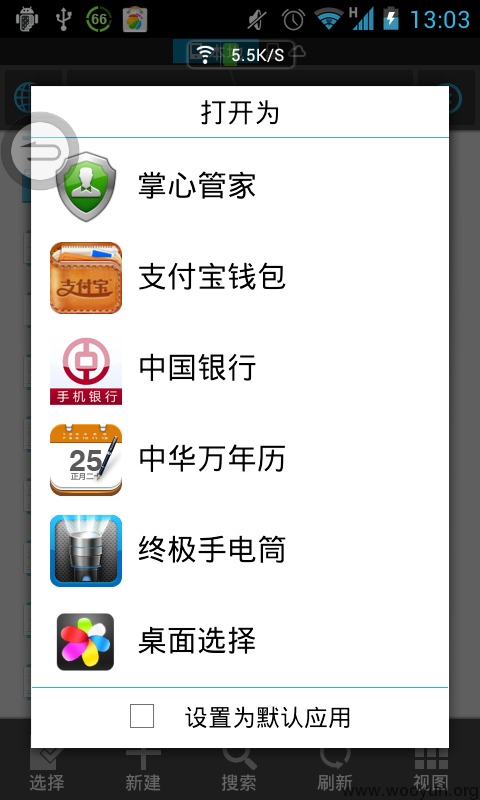 66
H
13:03
本地
5.5K/S
打开为
掌心管家
支付宝
支付宝钱包
手机银行
中国银行
25
正月二十
中华万年历
终极手电筒
桌面选择
设置为默认应用
选择
新建
搜索
刷新
视图
www.wooyun.org